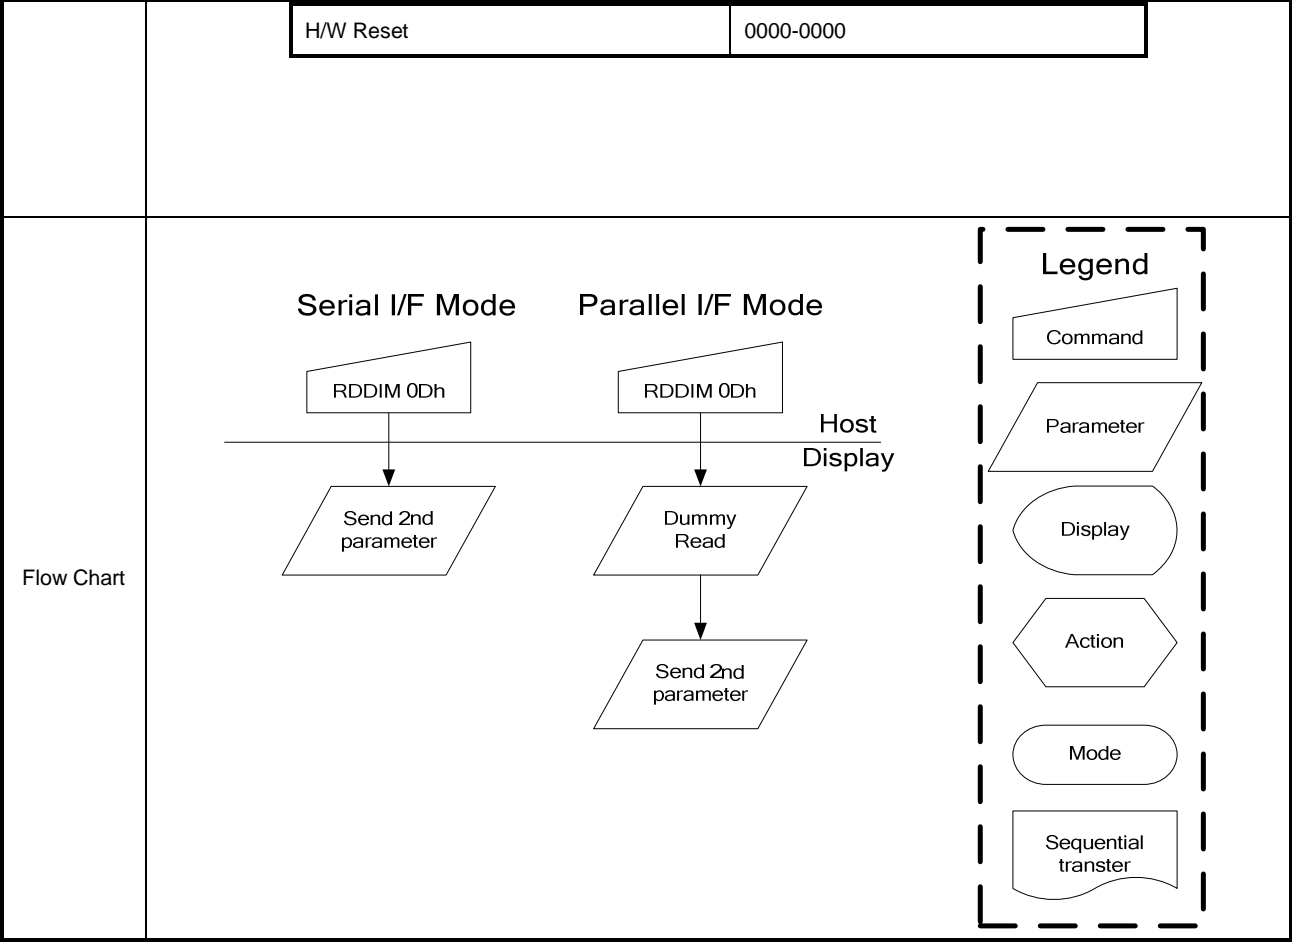 H/W Reset 0000-0000
Flow Chart
Serial I/F Mode Parallel I/F Mode
RDDIM 0Dh RDDIM 0Dh
Host
Display
Send 2nd
parameter
Dummy
Read
Send 2nd
parameter
Legend
Command
Parameter
Display
Action
Mode
Sequential
transter